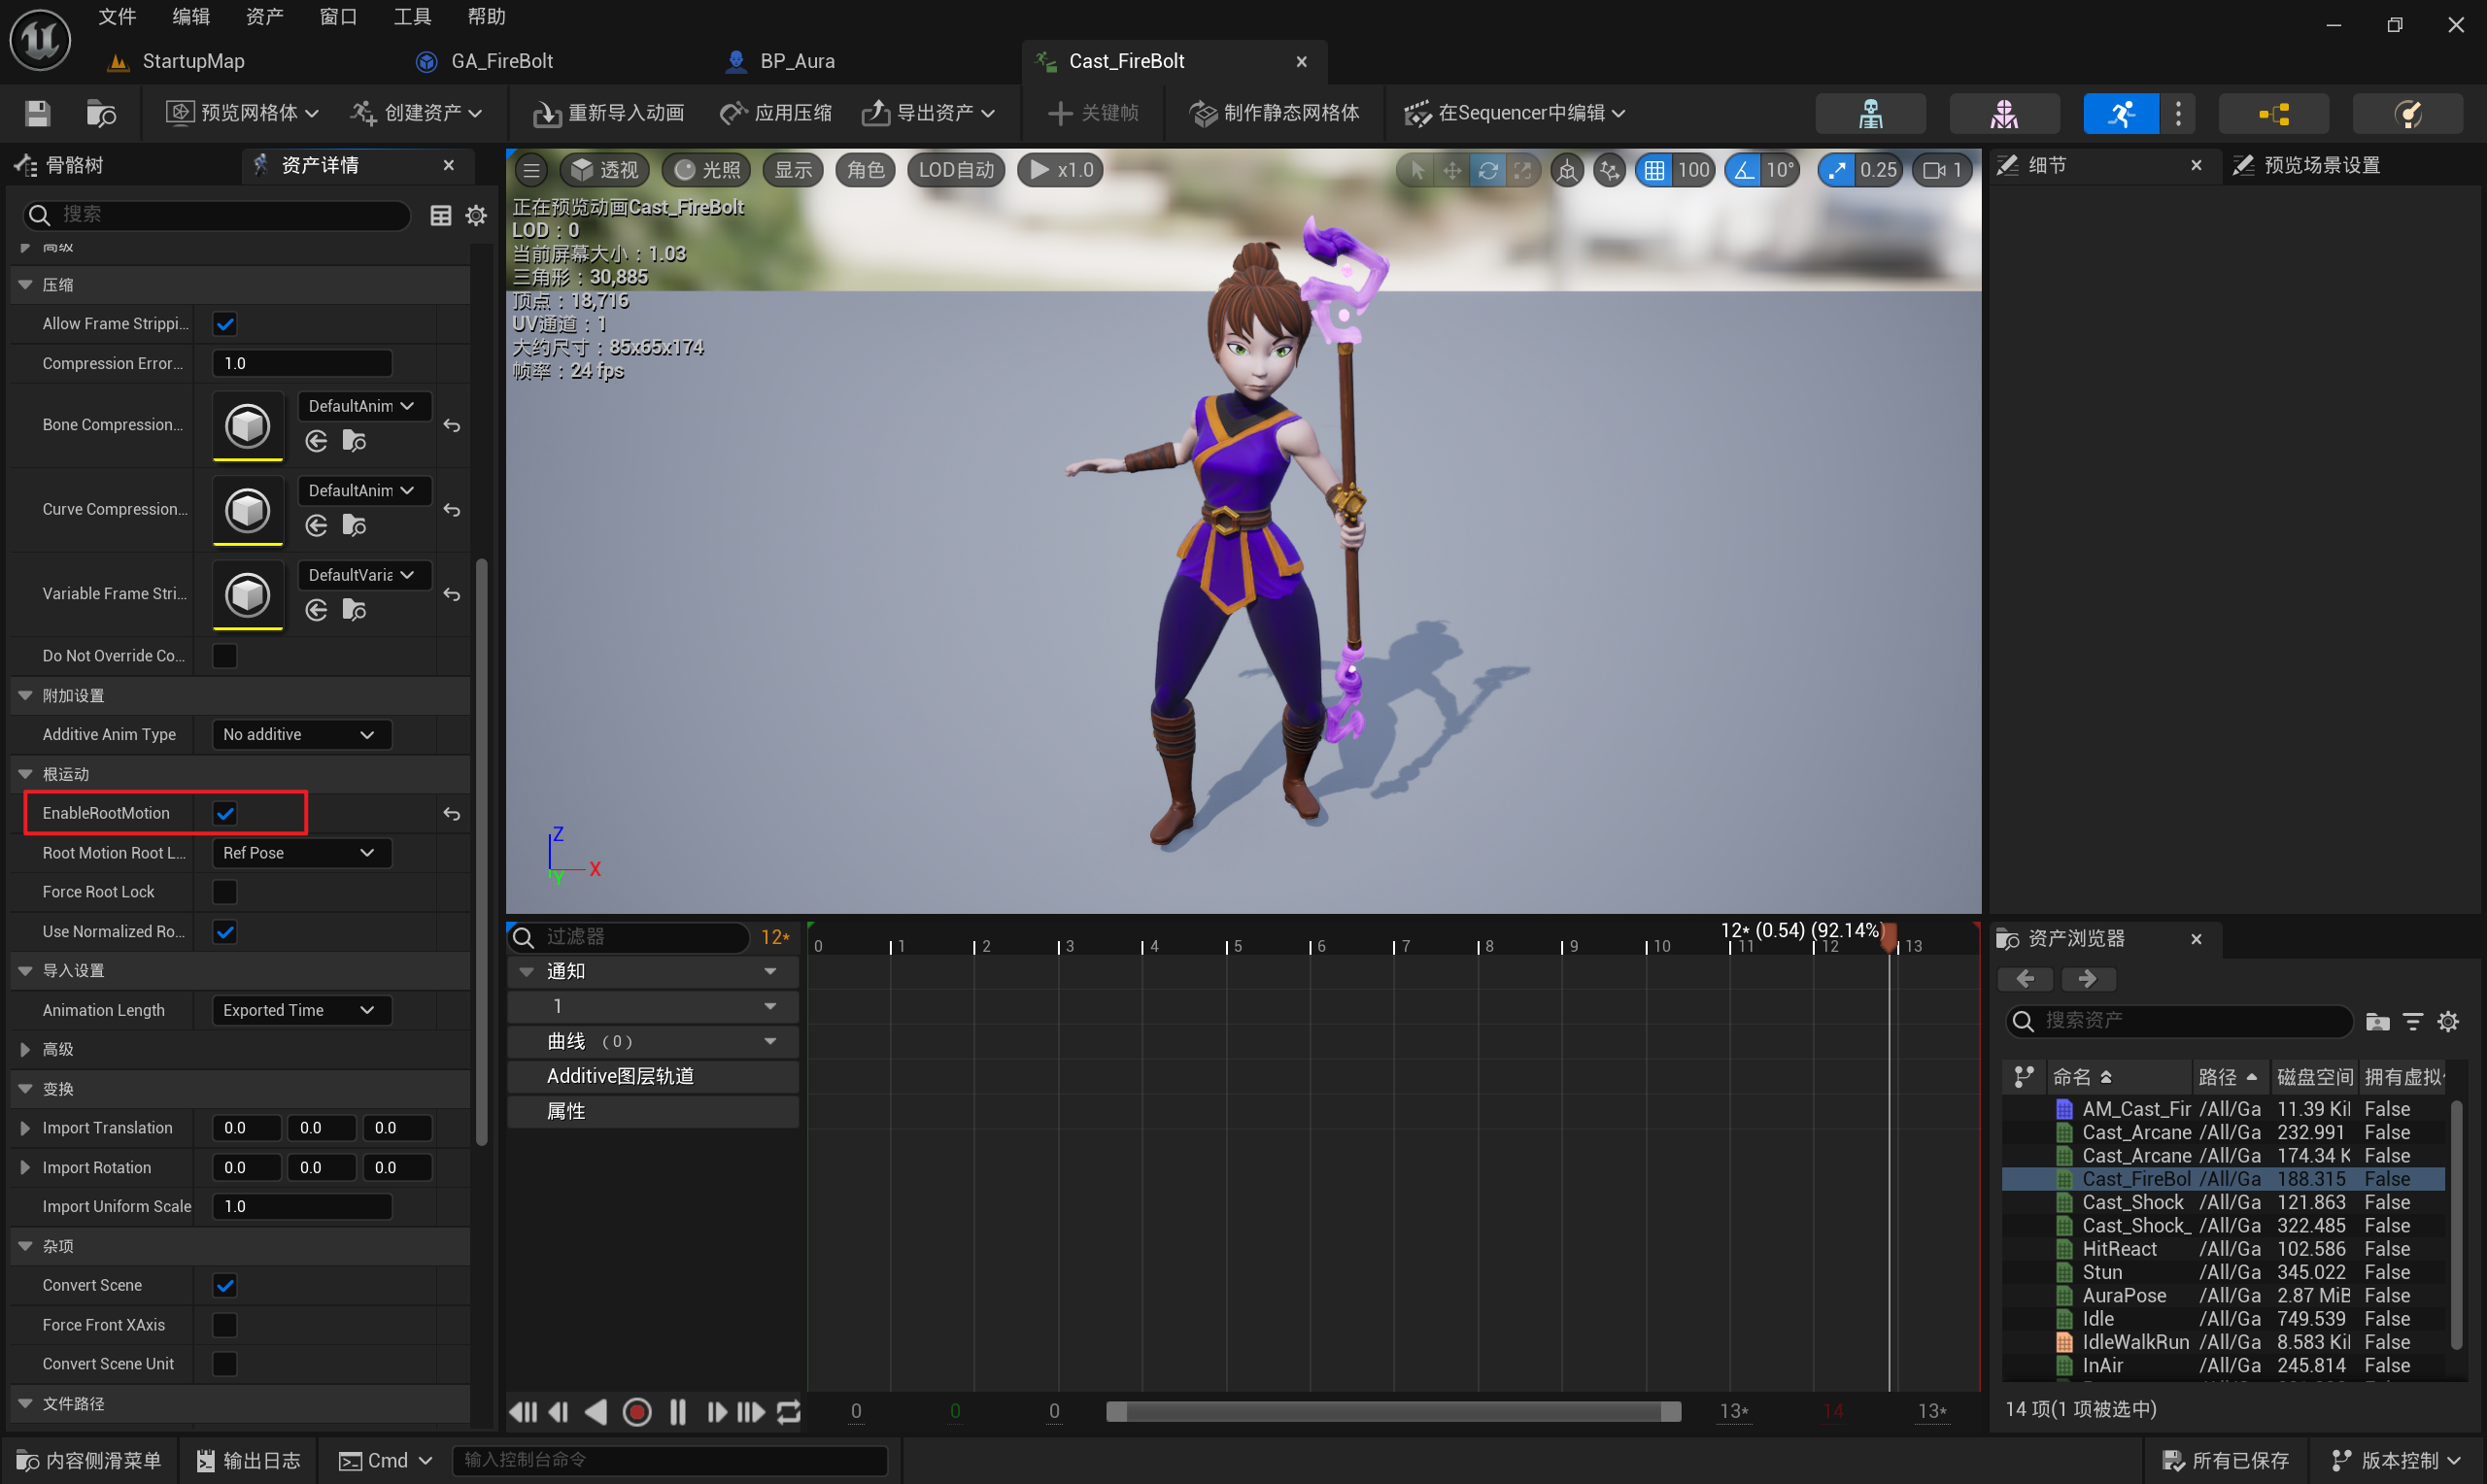 文件 编辑 资产 窗口 工具 帮助
StartupMap GA_FireBolt BP_Aura Cast_FireBolt
预览网格体 创建资产 重新导入动画 应用压缩 导出资产 关键帧 制作静态网格体 在Sequencer中编辑
骨骼树 资产详情
搜索
高级
压缩
Allow Frame Strippi...
Compression Error... 1.0
Bone Compression... DefaultAnim
Curve Compression... DefaultAnim
Variable Frame Stri... DefaultVaria
Do Not Override Co...
附加设置
Additive Anim Type No additive
根运动
EnableRootMotion
Root Motion Root L... Ref Pose
Force Root Lock
Use Normalized Ro...
导入设置
Animation Length Exported Time
高级
变换
Import Translation 0.0 0.0 0.0
Import Rotation 0.0 0.0 0.0
Import Uniform Scale 1.0
杂项
Convert Scene
Force Front XAxis
Convert Scene Unit
文件路径
透视 光照 显示 角色 LOD自动 x1.0 100 10° 0.25 1
正在预览动画Cast_FireBolt
LOD：0
当前屏幕大小：1.03
三角形：30,885
顶点：18,716
UV通道：1
大约尺寸：85x65x174
帧率：24 fps
Z
X
Y
过滤器 12*
12* (0.54) (92.14%)
0 1 2 3 4 5 6 7 8 9 10 11 12 13
通知
1
曲线 （0）
Additive图层轨道
属性
0 0 0 13* 14 13*
细节 预览场景设置
资产浏览器
搜索资产
命名 路径 磁盘空间 拥有虚拟
AM_Cast_Fir /All/Ga 11.39 Ki False
Cast_Arcane /All/Ga 232.991 False
Cast_Arcane /All/Ga 174.34 K False
Cast_FireBol /All/Ga 188.315 False
Cast_Shock /All/Ga 121.863 False
Cast_Shock_ /All/Ga 322.485 False
HitReact /All/Ga 102.586 False
Stun /All/Ga 345.022 False
AuraPose /All/Ga 2.87 MiB False
Idle /All/Ga 749.539 False
IdleWalkRun /All/Ga 8.583 Ki False
InAir /All/Ga 245.814 False
14 项(1 项被选中)
内容侧滑菜单 输出日志 Cmd 输入控制台命令 所有已保存 版本控制